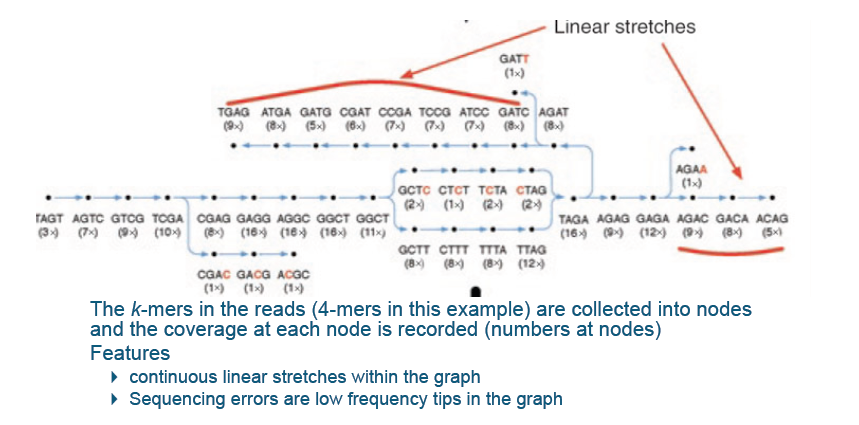 Linear stretches
GATT
(1×)
TGAG ATGA GATG CGAT CCGA TCCG ATCC GATC AGAT
(9×) (8×) (5×) (6×) (7×) (7×) (7×) (8×) (8×)
AGAA
(1×)
GCTC CTCT TCTA CTAG
(2×) (1×) (2×) (2×)
TAGT AGTC GTCG TCGA CGAG GAGG AGGC GGCT GGCT TAGA AGAG GAGA AGAC GACA ACAG
(3×) (7×) (9×) (10×) (8×) (16×) (16×) (16×) (11×) (16×) (9×) (12×) (9×) (8×) (5×)
GCTT CTTT TTTA TTAG
(8×) (8×) (8×) (12×)
CGAC GACG ACGC
(1×) (1×) (1×)
The k-mers in the reads (4-mers in this example) are collected into nodes
and the coverage at each node is recorded (numbers at nodes)
Features
continuous linear stretches within the graph
Sequencing errors are low frequency tips in the graph